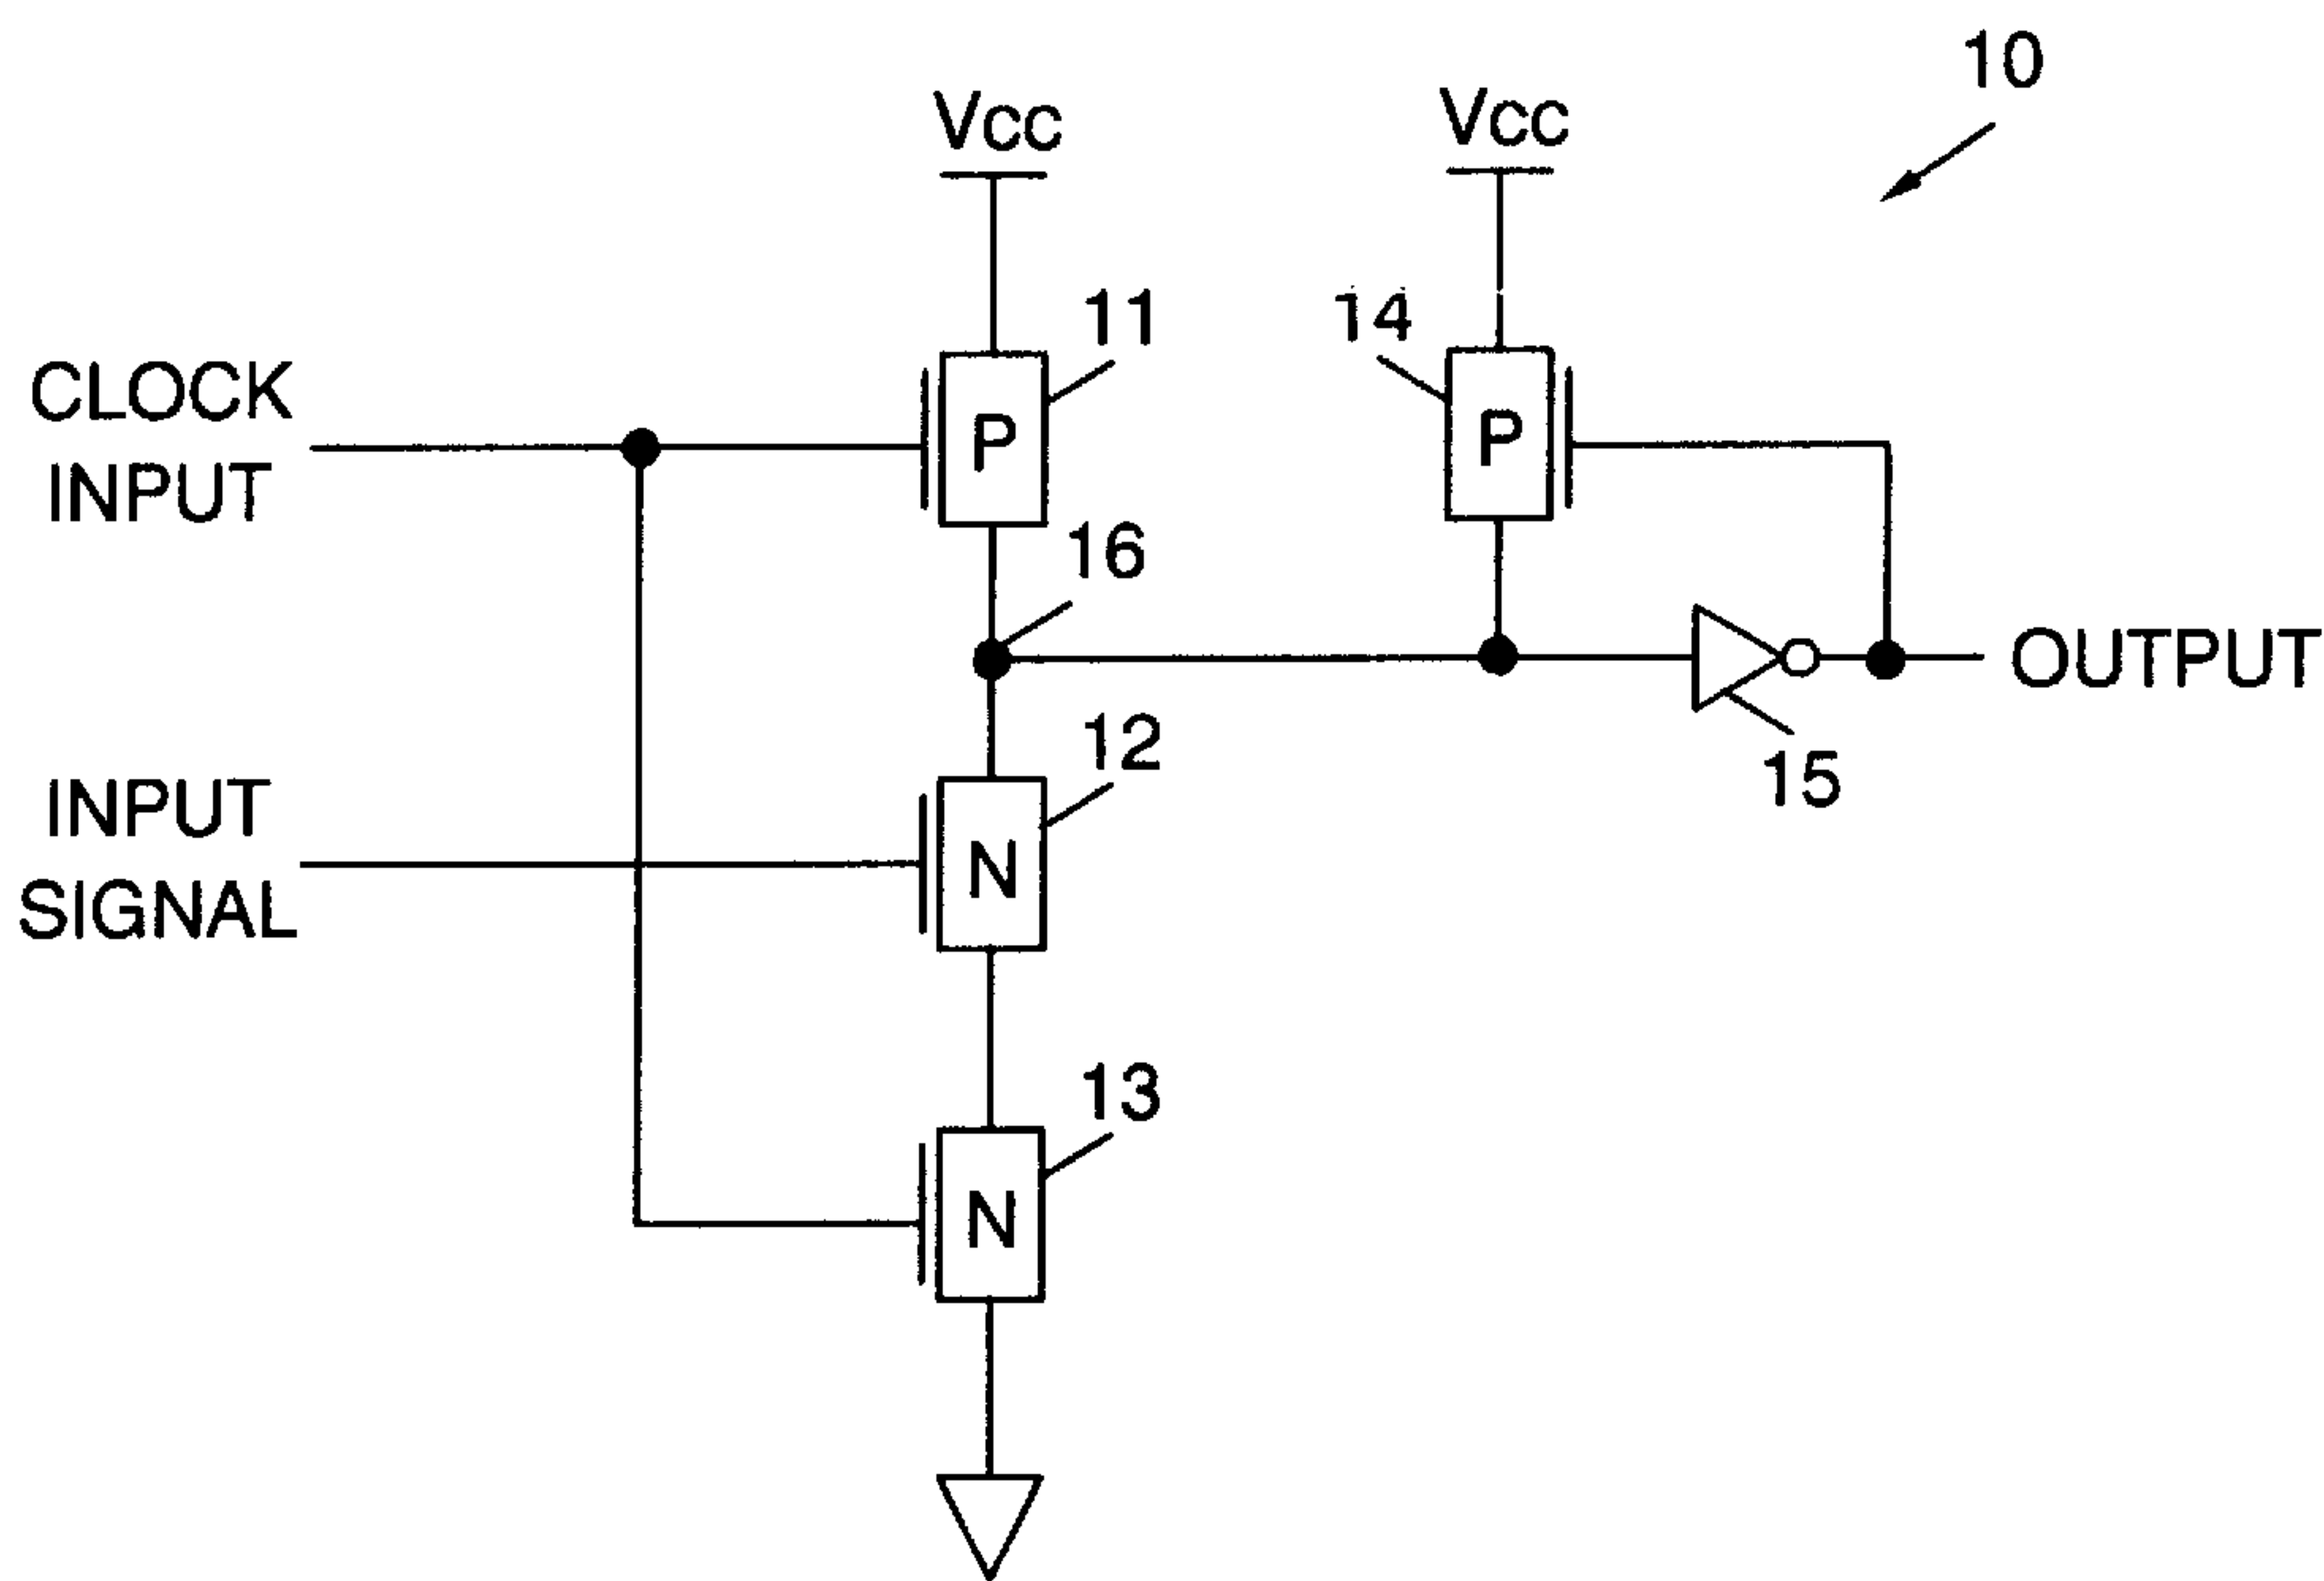 10
VCC
VCC
11
14
CLOCK
INPUT
P
P
16
OUTPUT
12
15
INPUT
SIGNAL
N
13
N